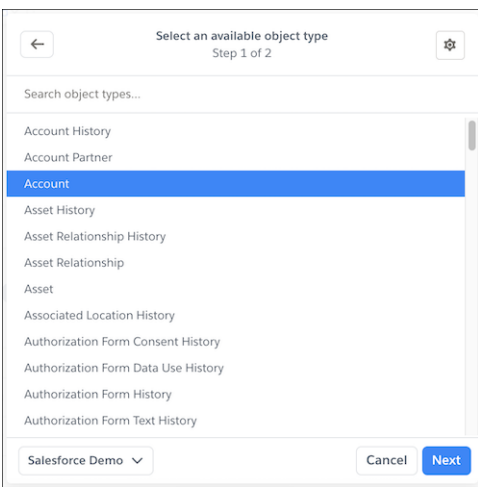 Select an available object type
Step 1 of 2
Search object types...
Account History
Account Partner
Account
Asset History
Asset Relationship History
Asset Relationship
Asset
Associated Location History
Authorization Form Consent History
Authorization Form Data Use History
Authorization Form History
Authorization Form Text History
Salesforce Demo
Cancel
Next